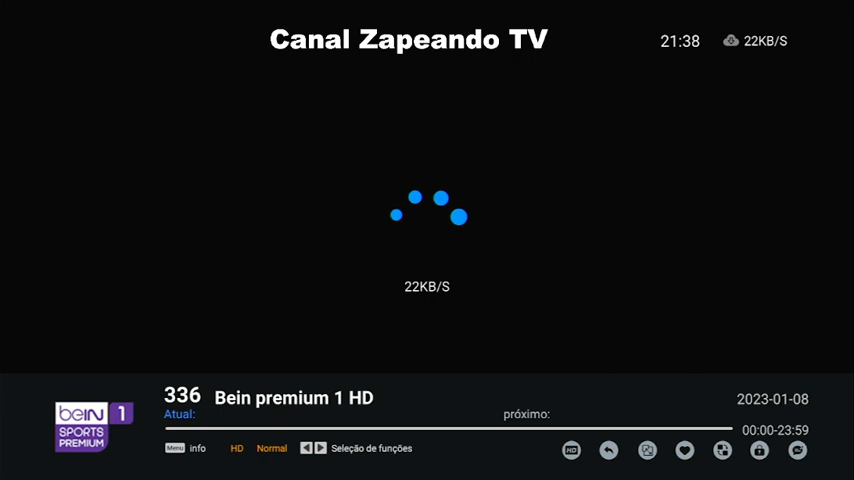 Canal Zapeando TV
21:38 22KB/S
22KB/S
336 Bein premium 1 HD
2023-01-08
Atual: próximo:
00:00-23:59
beIN 1
SPORTS
PREMIUM
Menu info HD Normal Seleção de funções
HD